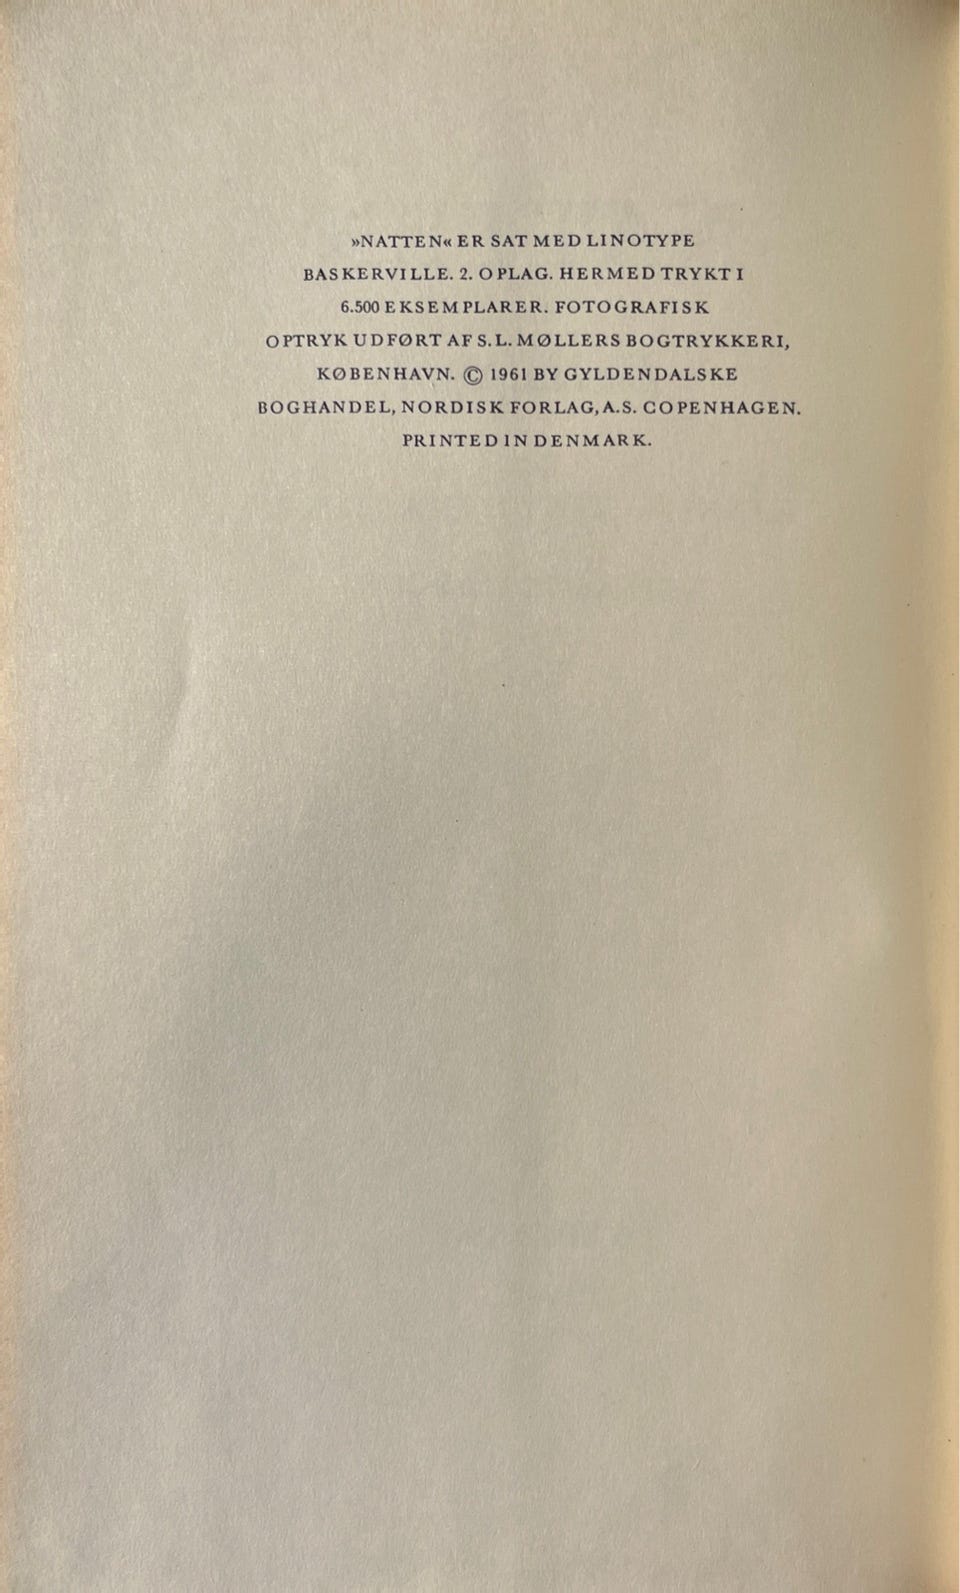 »NATTEN« ER SAT MED LINOTYPE
BASKERVILLE. 2. OPLAG. HERMED TRYKT I
6.500 EKSEMPLARER. FOTOGRAFISK
OPTRYK UDFØRT AF S. L. MØLLERS BOGTRYKKERI,
KØBENHAVN. © 1961 BY GYLDENDALSKE
BOGHANDEL, NORDISK FORLAG, A.S. COPENHAGEN.
PRINTED IN DENMARK.